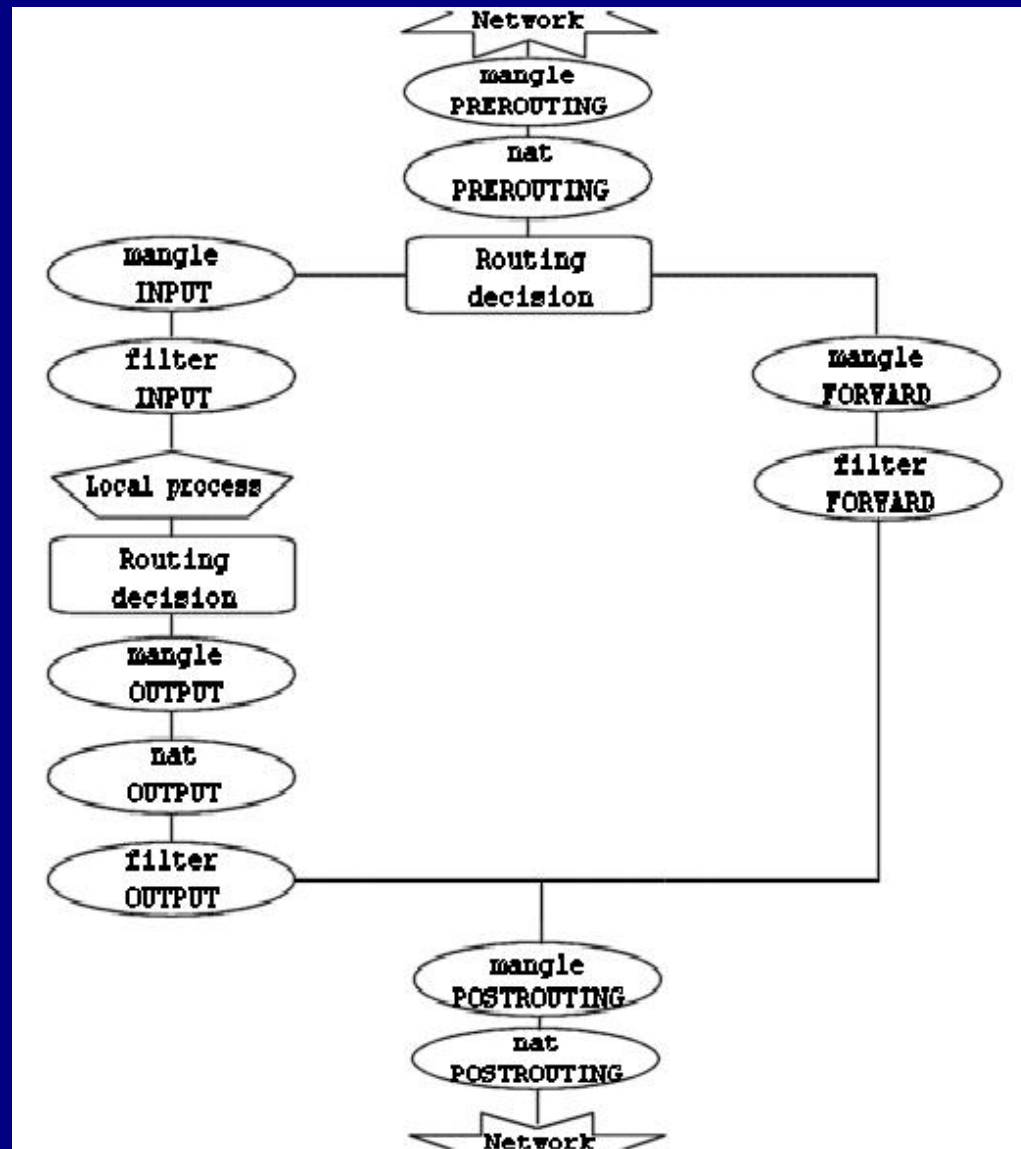 Network
mangle
PREROUTING
nat
PREROUTING
Routing
decision
mangle
INPUT
filter
INPUT
Local process
Routing
decision
mangle
OUTPUT
nat
OUTPUT
filter
OUTPUT
mangle
FORWARD
filter
FORWARD
mangle
POSTROUTING
nat
POSTROUTING
Network